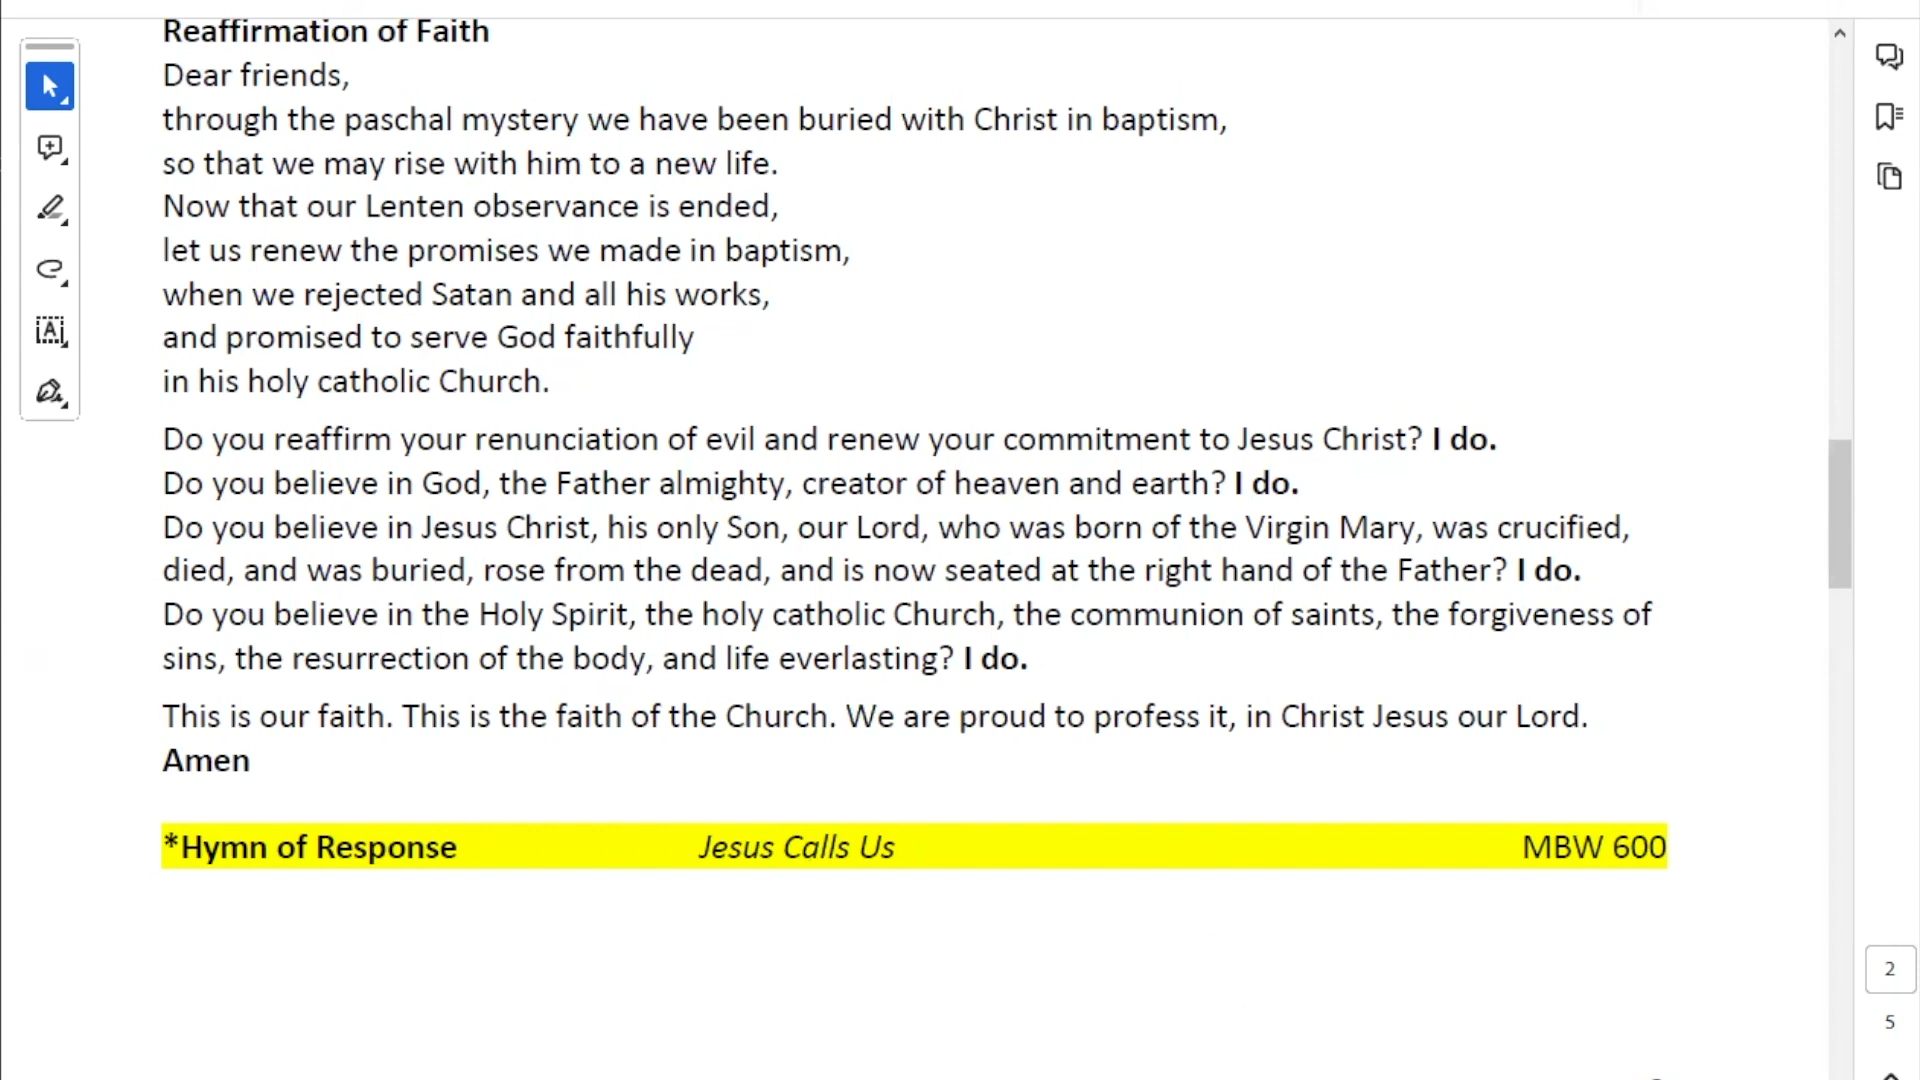 Reaffirmation of Faith
Dear friends,
through the paschal mystery we have been buried with Christ in baptism,
so that we may rise with him to a new life.
Now that our Lenten observance is ended,
let us renew the promises we made in baptism,
when we rejected Satan and all his works,
and promised to serve God faithfully
in his holy catholic Church.
Do you reaffirm your renunciation of evil and renew your commitment to Jesus Christ? I do.
Do you believe in God, the Father almighty, creator of heaven and earth? I do.
Do you believe in Jesus Christ, his only Son, our Lord, who was born of the Virgin Mary, was crucified,
died, and was buried, rose from the dead, and is now seated at the right hand of the Father? I do.
Do you believe in the Holy Spirit, the holy catholic Church, the communion of saints, the forgiveness of
sins, the resurrection of the body, and life everlasting? I do.
This is our faith. This is the faith of the Church. We are proud to profess it, in Christ Jesus our Lord.
Amen
*Hymn of Response Jesus Calls Us MBW 600
2
5